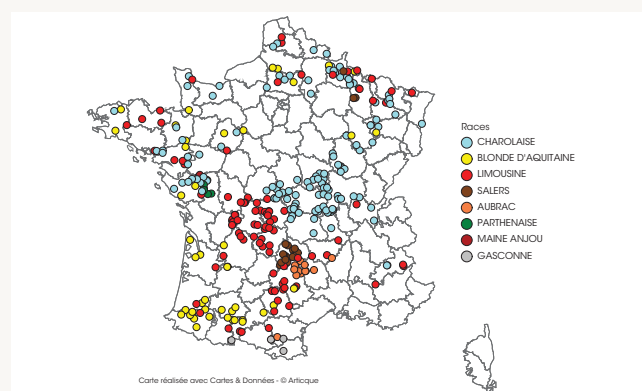 Races
CHAROLAISE
BLONDE D'AQUITAINE
LIMOUSINE
SALERS
AUBRAC
PARTHENAISE
MAINE ANJOU
GASCONNE
Carte réalisée avec Cartes & Données - © Articque